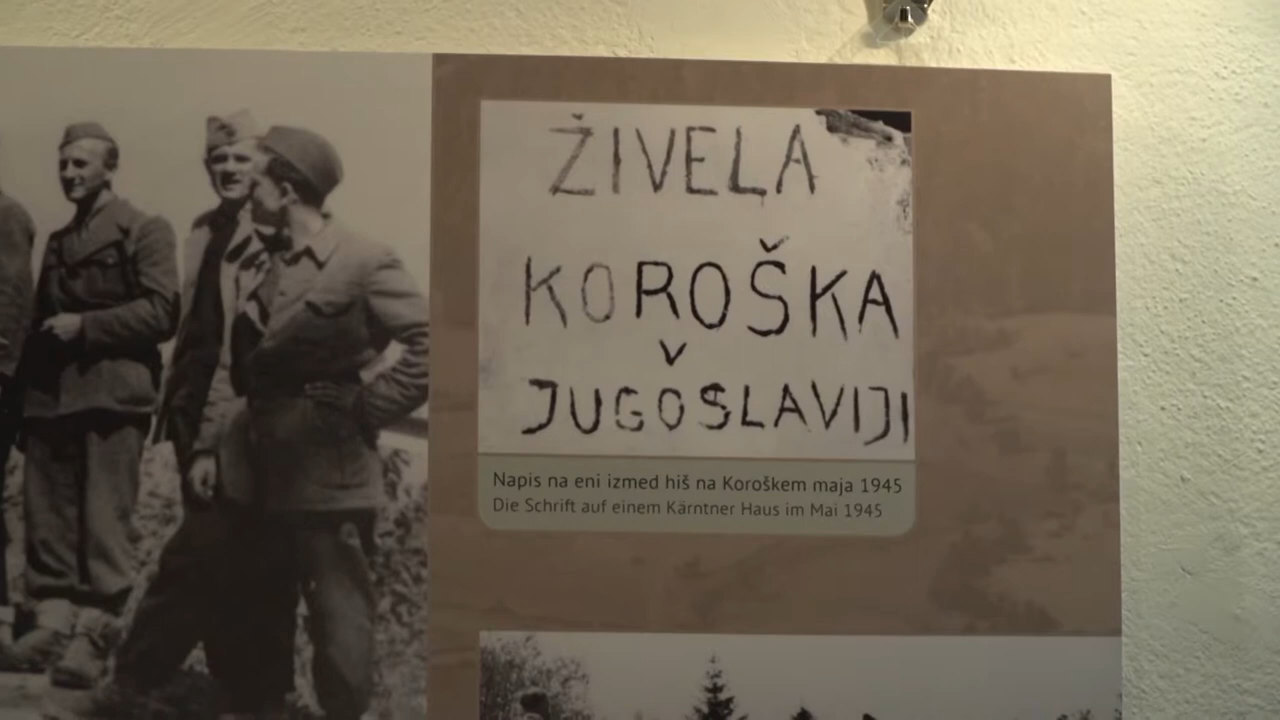 ŽIVELA
KOROŠKA
V
JUGOSLAVIJI
Napis na eni izmed hiš na Koroškem maja 1945
Die Schrift auf einem Kärntner Haus im Mai 1945